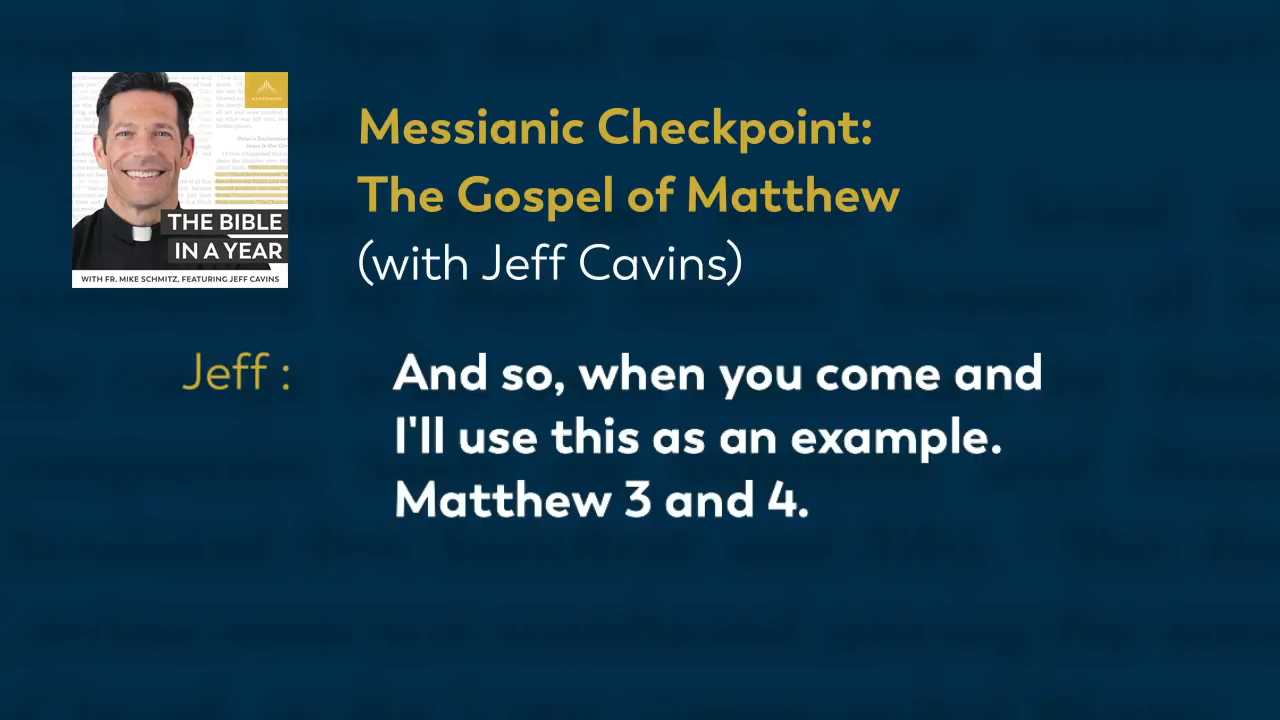 THE BIBLE
IN A YEAR
WITH FR. MIKE SCHMITZ, FEATURING JEFF CAVINS
Messianic Checkpoint:
The Gospel of Matthew
(with Jeff Cavins)
Jeff :
And so, when you come and
I'll use this as an example.
Matthew 3 and 4.